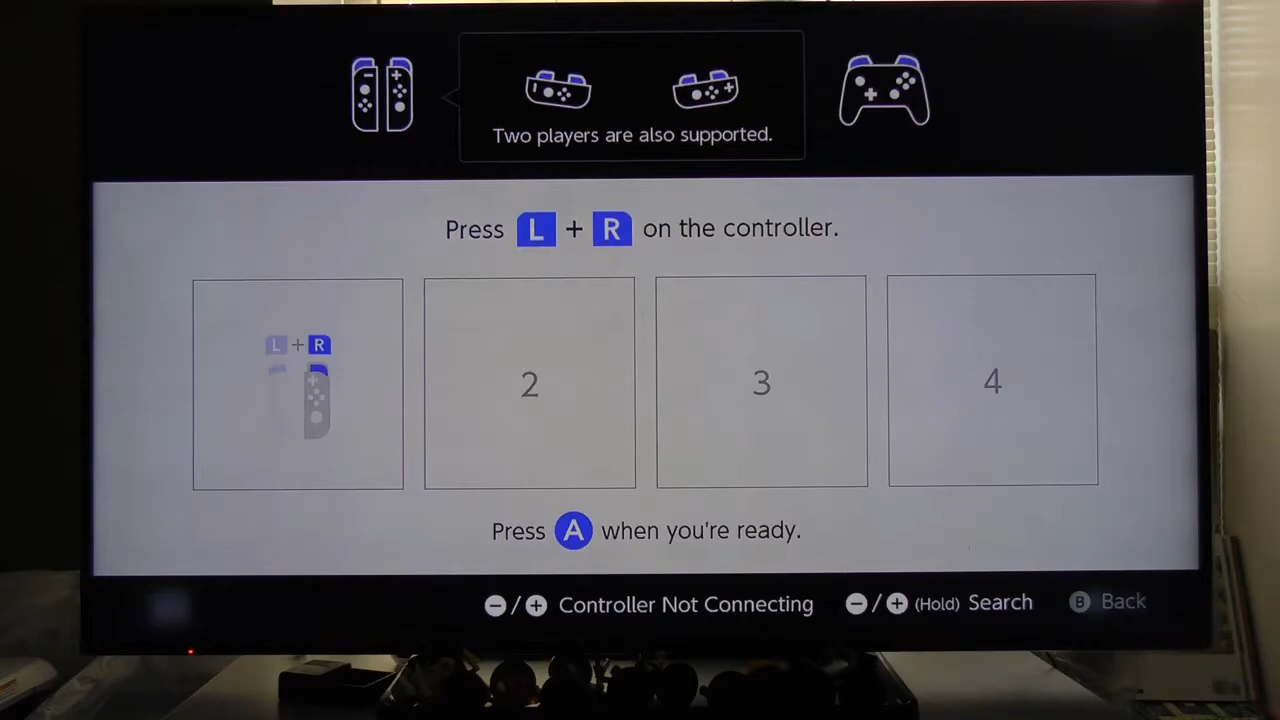 Two players are also supported.
Press L + R on the controller.
L + R
2
3
4
Press A when you're ready.
−/+ Controller Not Connecting −/+ (Hold) Search B Back